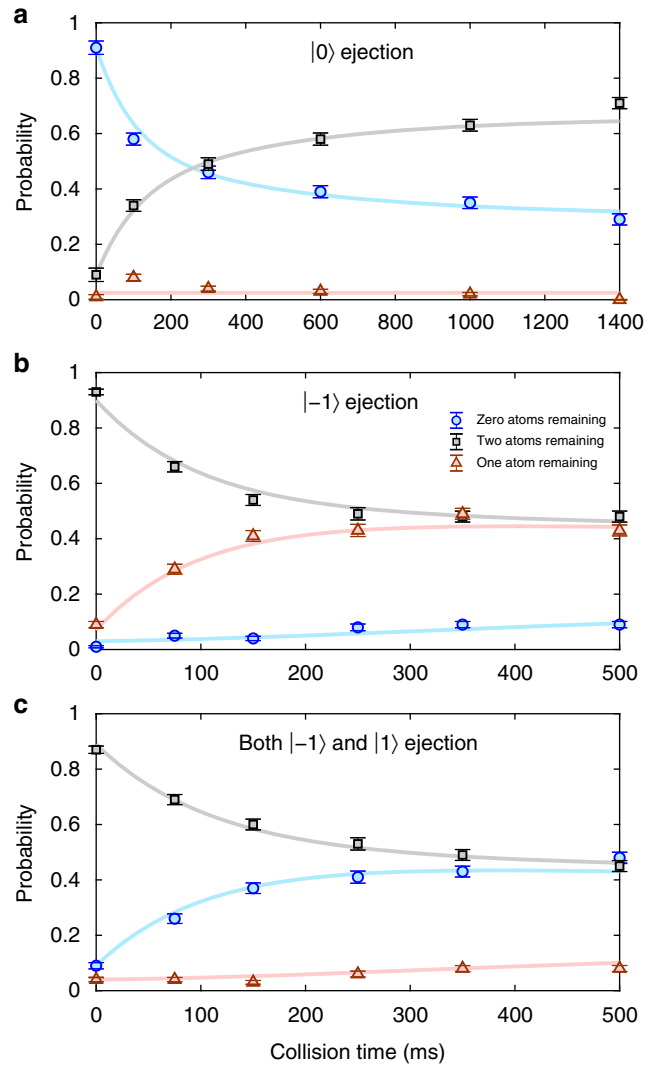 a
|0⟩ ejection
Probability
1
0.8
0.6
0.4
0.2
0
0 200 400 600 800 1000 1200 1400
b
|−1⟩ ejection
Zero atoms remaining
Two atoms remaining
One atom remaining
Probability
1
0.8
0.6
0.4
0.2
0
0 100 200 300 400 500
c
Both |−1⟩ and |1⟩ ejection
Probability
1
0.8
0.6
0.4
0.2
0
0 100 200 300 400 500
Collision time (ms)